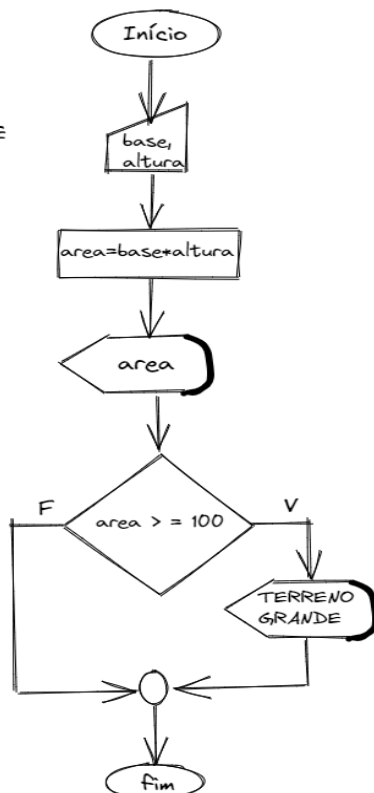 Início
E
base,
altura
area=base*altura
area
F
area > = 100
V
TERRENO
GRANDE
fim